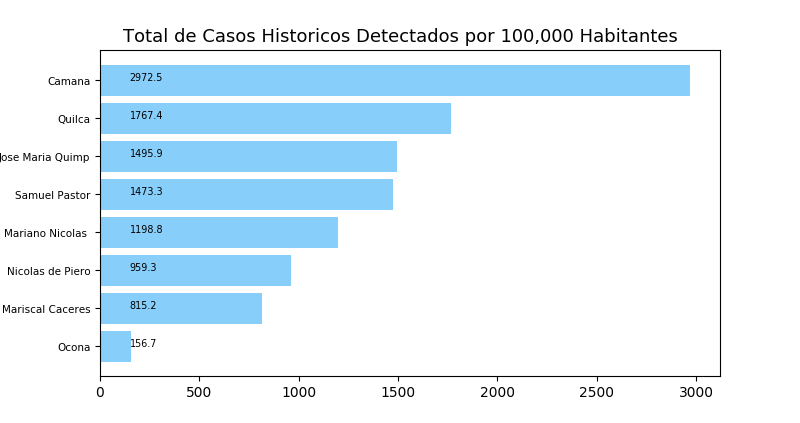 Total de Casos Historicos Detectados por 100,000 Habitantes
Camana 2972.5
Quilca 1767.4
Jose Maria Quimp 1495.9
Samuel Pastor 1473.3
Mariano Nicolas 1198.8
Nicolas de Piero 959.3
Mariscal Caceres 815.2
Ocona 156.7
0 500 1000 1500 2000 2500 3000